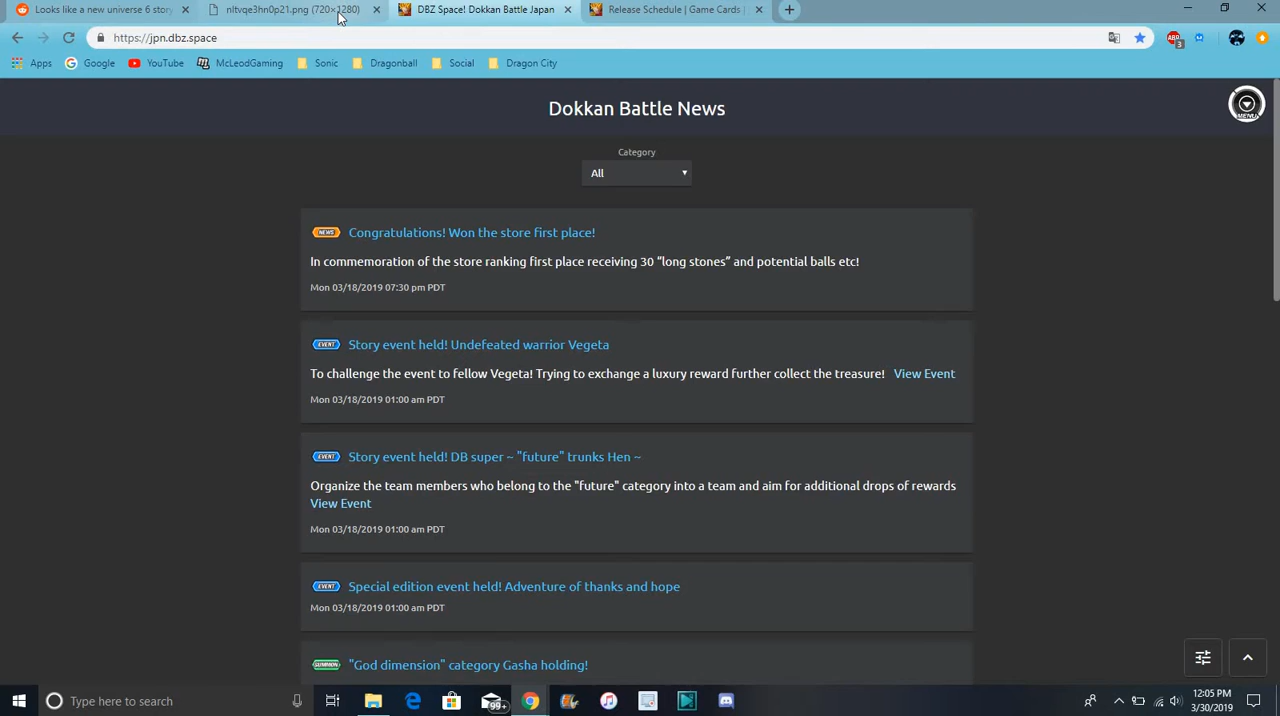 Looks like a new universe 6 story
nltvqe3hn0p21.png (720×1280)
DBZ Space! Dokkan Battle Japan
Release Schedule | Game Cards |
https://jpn.dbz.space
3
Apps
Google
YouTube
McLeodGaming
Sonic
Dragonball
Social
Dragon City
Dokkan Battle News
MENU
Category
All
NEWS Congratulations! Won the store first place!
In commemoration of the store ranking first place receiving 30 “long stones” and potential balls etc!
Mon 03/18/2019 07:30 pm PDT
EVENT Story event held! Undefeated warrior Vegeta
To challenge the event to fellow Vegeta! Trying to exchange a luxury reward further collect the treasure! View Event
Mon 03/18/2019 01:00 am PDT
EVENT Story event held! DB super ~ "future" trunks Hen ~
Organize the team members who belong to the "future" category into a team and aim for additional drops of rewards
View Event
Mon 03/18/2019 01:00 am PDT
EVENT Special edition event held! Adventure of thanks and hope
Mon 03/18/2019 01:00 am PDT
SUMMON "God dimension" category Gasha holding!
Type here to search
99+
12:05 PM
3/30/2019